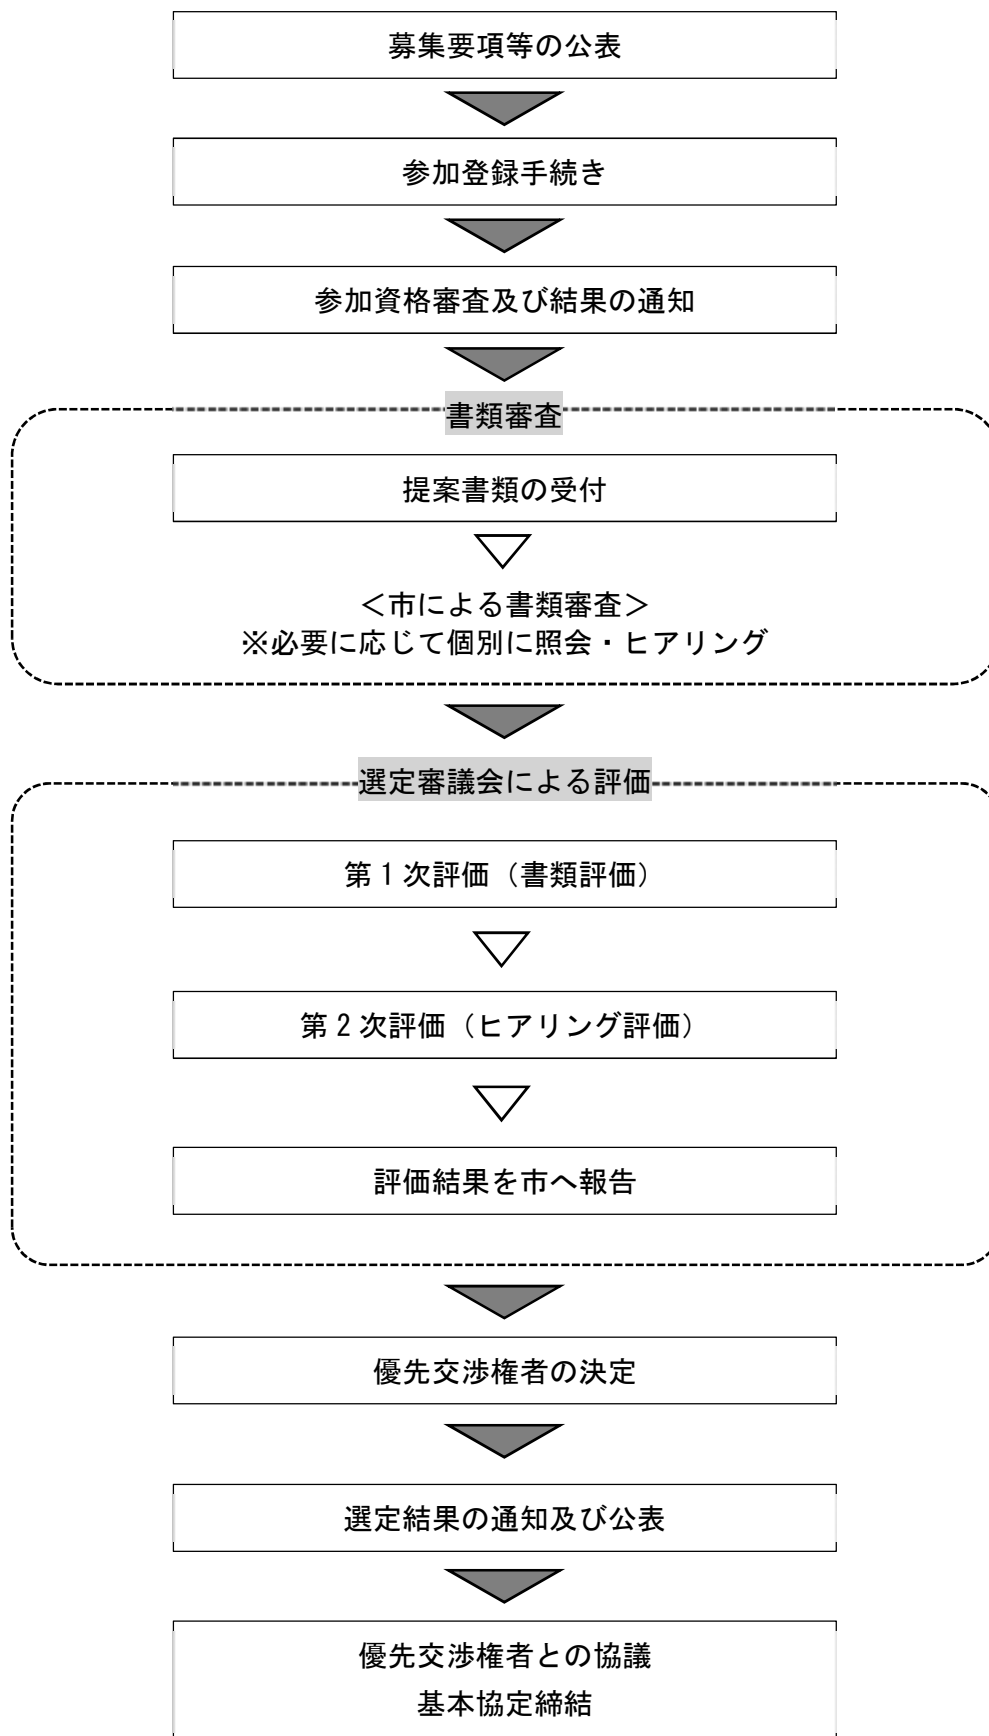 募集要項等の公表
参加登録手続き
参加資格審査及び結果の通知
書類審査
提案書類の受付
＜市による書類審査＞
※必要に応じて個別に照会・ヒアリング
選定審議会による評価
第１次評価（書類評価）
第２次評価（ヒアリング評価）
評価結果を市へ報告
優先交渉権者の決定
選定結果の通知及び公表
優先交渉権者との協議
基本協定締結